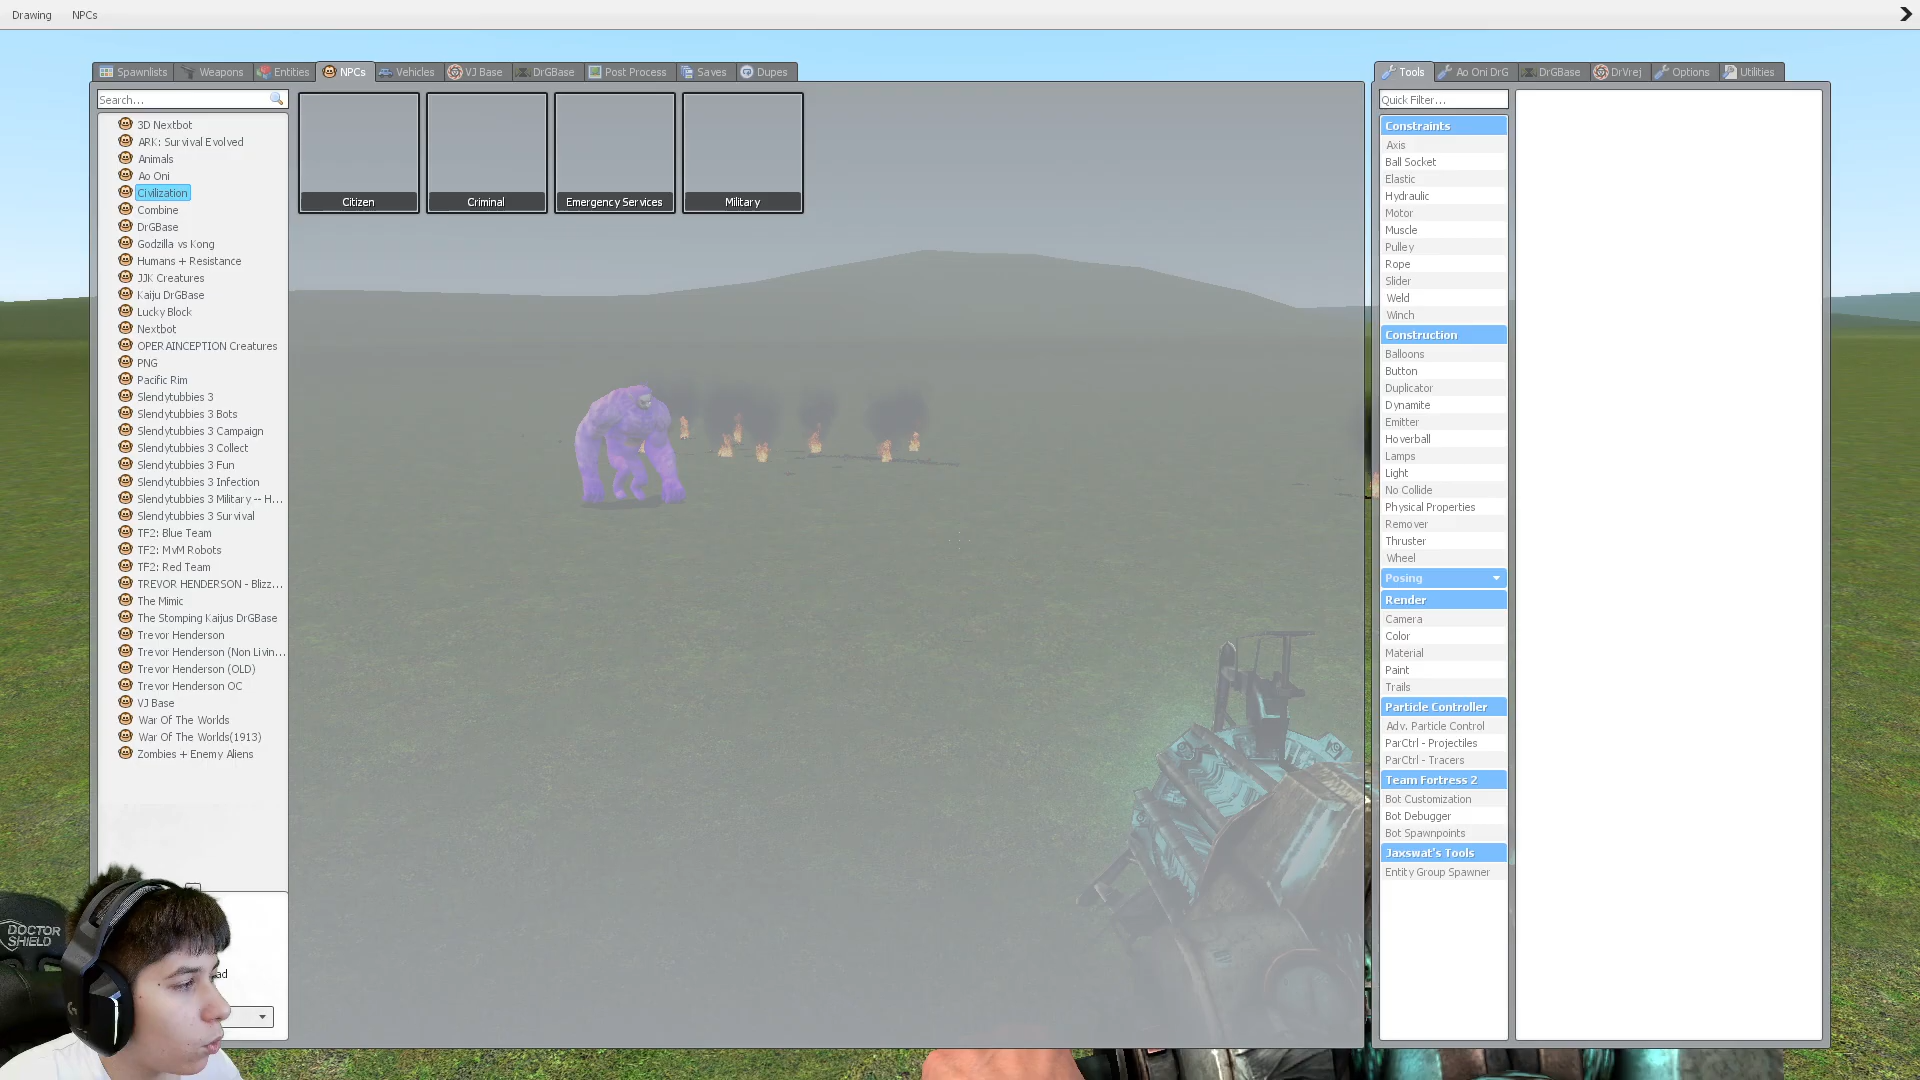 Drawing NPCs
Spawnlists Weapons Entities NPCs Vehicles VJ Base DrGBase Post Process Saves Dupes
Tools Ao Oni DrG DrGBase DrVrej Options Utilities
Search...
3D Nextbot
ARK: Survival Evolved
Animals
Ao Oni
Civilization
Combine
DrGBase
Godzilla vs Kong
Humans + Resistance
JJK Creatures
Kaiju DrGBase
Lucky Block
Nextbot
OPERAINCEPTION Creatures
PNG
Pacific Rim
Slendytubbies 3
Slendytubbies 3 Bots
Slendytubbies 3 Campaign
Slendytubbies 3 Collect
Slendytubbies 3 Fun
Slendytubbies 3 Infection
Slendytubbies 3 Military -- H...
Slendytubbies 3 Survival
TF2: Blue Team
TF2: MvM Robots
TF2: Red Team
TREVOR HENDERSON - Blizz...
The Mimic
The Stomping Kaijus DrGBase
Trevor Henderson
Trevor Henderson (Non Livin...
Trevor Henderson (OLD)
Trevor Henderson OC
VJ Base
War Of The Worlds
War Of The Worlds(1913)
Zombies + Enemy Aliens
Citizen
Criminal
Emergency Services
Military
Quick Filter...
Constraints
Axis
Ball Socket
Elastic
Hydraulic
Motor
Muscle
Pulley
Rope
Slider
Weld
Winch
Construction
Balloons
Button
Duplicator
Dynamite
Emitter
Hoverball
Lamps
Light
No Collide
Physical Properties
Remover
Thruster
Wheel
Posing
Render
Camera
Color
Material
Paint
Trails
Particle Controller
Adv. Particle Control
ParCtrl - Projectiles
ParCtrl - Tracers
Team Fortress 2
Bot Customization
Bot Debugger
Bot Spawnpoints
Jaxswat's Tools
Entity Group Spawner
DOCTOR
SHIELD